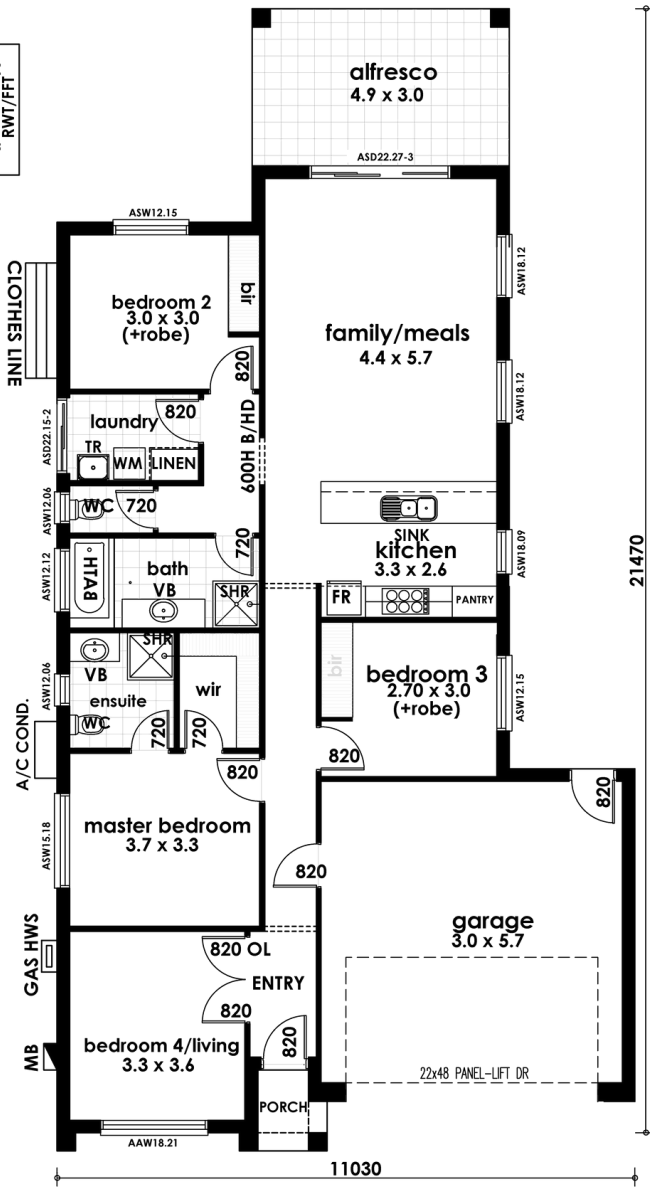 RWT/FFT
alfresco
4.9 x 3.0
ASD22.27-3
ASW12.15
CLOTHES LINE
bedroom 2
3.0 x 3.0
(+robe)
bir
820
ASW18.12
family/meals
4.4 x 5.7
ASW18.12
ASD22.15-2
laundry
820
TR
WM
LINEN
600H B/HD
ASW12.06
WC
720
SINK
kitchen
3.3 x 2.6
ASW18.09
21470
ASW12.12
BATH
bath
VB
720
SHR
FR
PANTRY
SHR
VB
ensuite
WC
ASW12.06
720
wir
720
bir
bedroom 3
2.70 x 3.0
(+robe)
ASW12.15
A/C COND.
820
820
820
master bedroom
3.7 x 3.3
ASW15.18
820
garage
3.0 x 5.7
GAS HWS
820 OL
ENTRY
820
820
MB
bedroom 4/living
3.3 x 3.6
22x48 PANEL-LIFT DR
PORCH
AAW18.21
11030